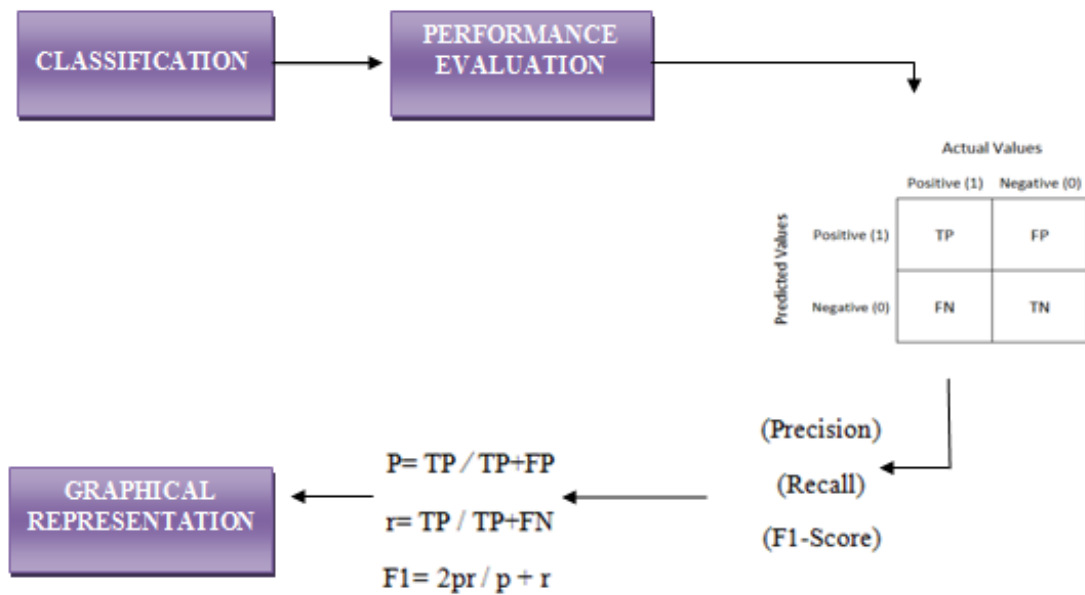 CLASSIFICATION
PERFORMANCE
EVALUATION
Actual Values
Positive (1) Negative (0)
Predicted Values
Positive (1) TP FP
Negative (0) FN TN
(Precision)
(Recall)
(F1-Score)
P= TP / TP+FP
r= TP / TP+FN
F1= 2pr / p + r
GRAPHICAL
REPRESENTATION